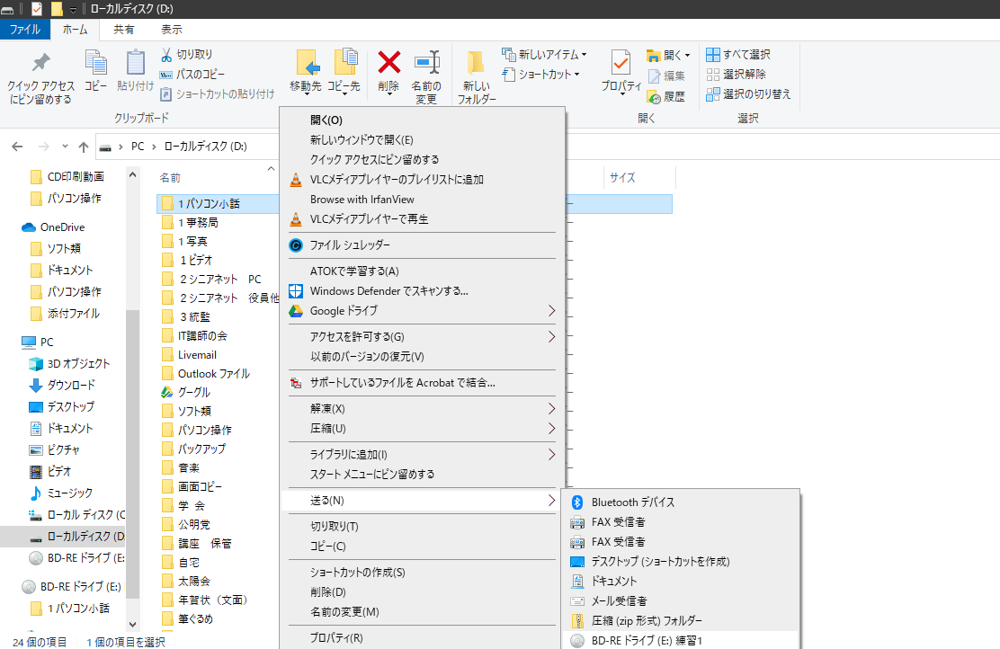 ローカルディスク (D:)
ファイル
ホーム
共有
表示
クイック アクセス
にピン留めする
コピー
貼り付け
切り取り
パスのコピー
ショートカットの貼り付け
クリップボード
移動先
コピー先
削除
名前の
変更
新しい
フォルダー
新しいアイテム
ショートカット
プロパティ
開く
編集
履歴
開く
すべて選択
選択解除
選択の切り替え
選択
PC
ローカルディスク (D:)
CD印刷動画
パソコン操作
OneDrive
ソフト類
ドキュメント
パソコン操作
添付ファイル
PC
3D オブジェクト
ダウンロード
デスクトップ
ドキュメント
ピクチャ
ビデオ
ミュージック
ローカル ディスク (C
ローカルディスク (D:
BD-RE ドライブ (E:
BD-RE ドライブ (E:)
1 パソコン小話
名前
サイズ
1 パソコン小話
1 事務局
1 写真
1 ビデオ
2 シニアネット　PC
2 シニアネット　役員他
3 統監
IT講師の会
Livemail
Outlook ファイル
グーグル
ソフト類
パソコン操作
バックアップ
音楽
画面コピー
学　会
公明党
講座　保管
自宅
太陽会
年賀状（文面）
筆ぐるめ
開く(O)
新しいウィンドウで開く(E)
クイック アクセスにピン留めする
VLCメディアプレイヤーのプレイリストに追加
Browse with IrfanView
VLCメディアプレイヤーで再生
ファイル シュレッダー
ATOKで学習する(A)
Windows Defender でスキャンする...
Google ドライブ
アクセスを許可する(G)
以前のバージョンの復元(V)
サポートしているファイルを Acrobat で結合...
解凍(X)
圧縮(U)
ライブラリに追加(I)
スタート メニューにピン留めする
送る(N)
切り取り(T)
コピー(C)
ショートカットの作成(S)
削除(D)
名前の変更(M)
プロパティ(R)
Bluetooth デバイス
FAX 受信者
FAX 受信者
デスクトップ (ショートカットを作成)
ドキュメント
メール受信者
圧縮 (zip 形式) フォルダー
BD-RE ドライブ (E:) 練習1
24 個の項目
1 個の項目を選択